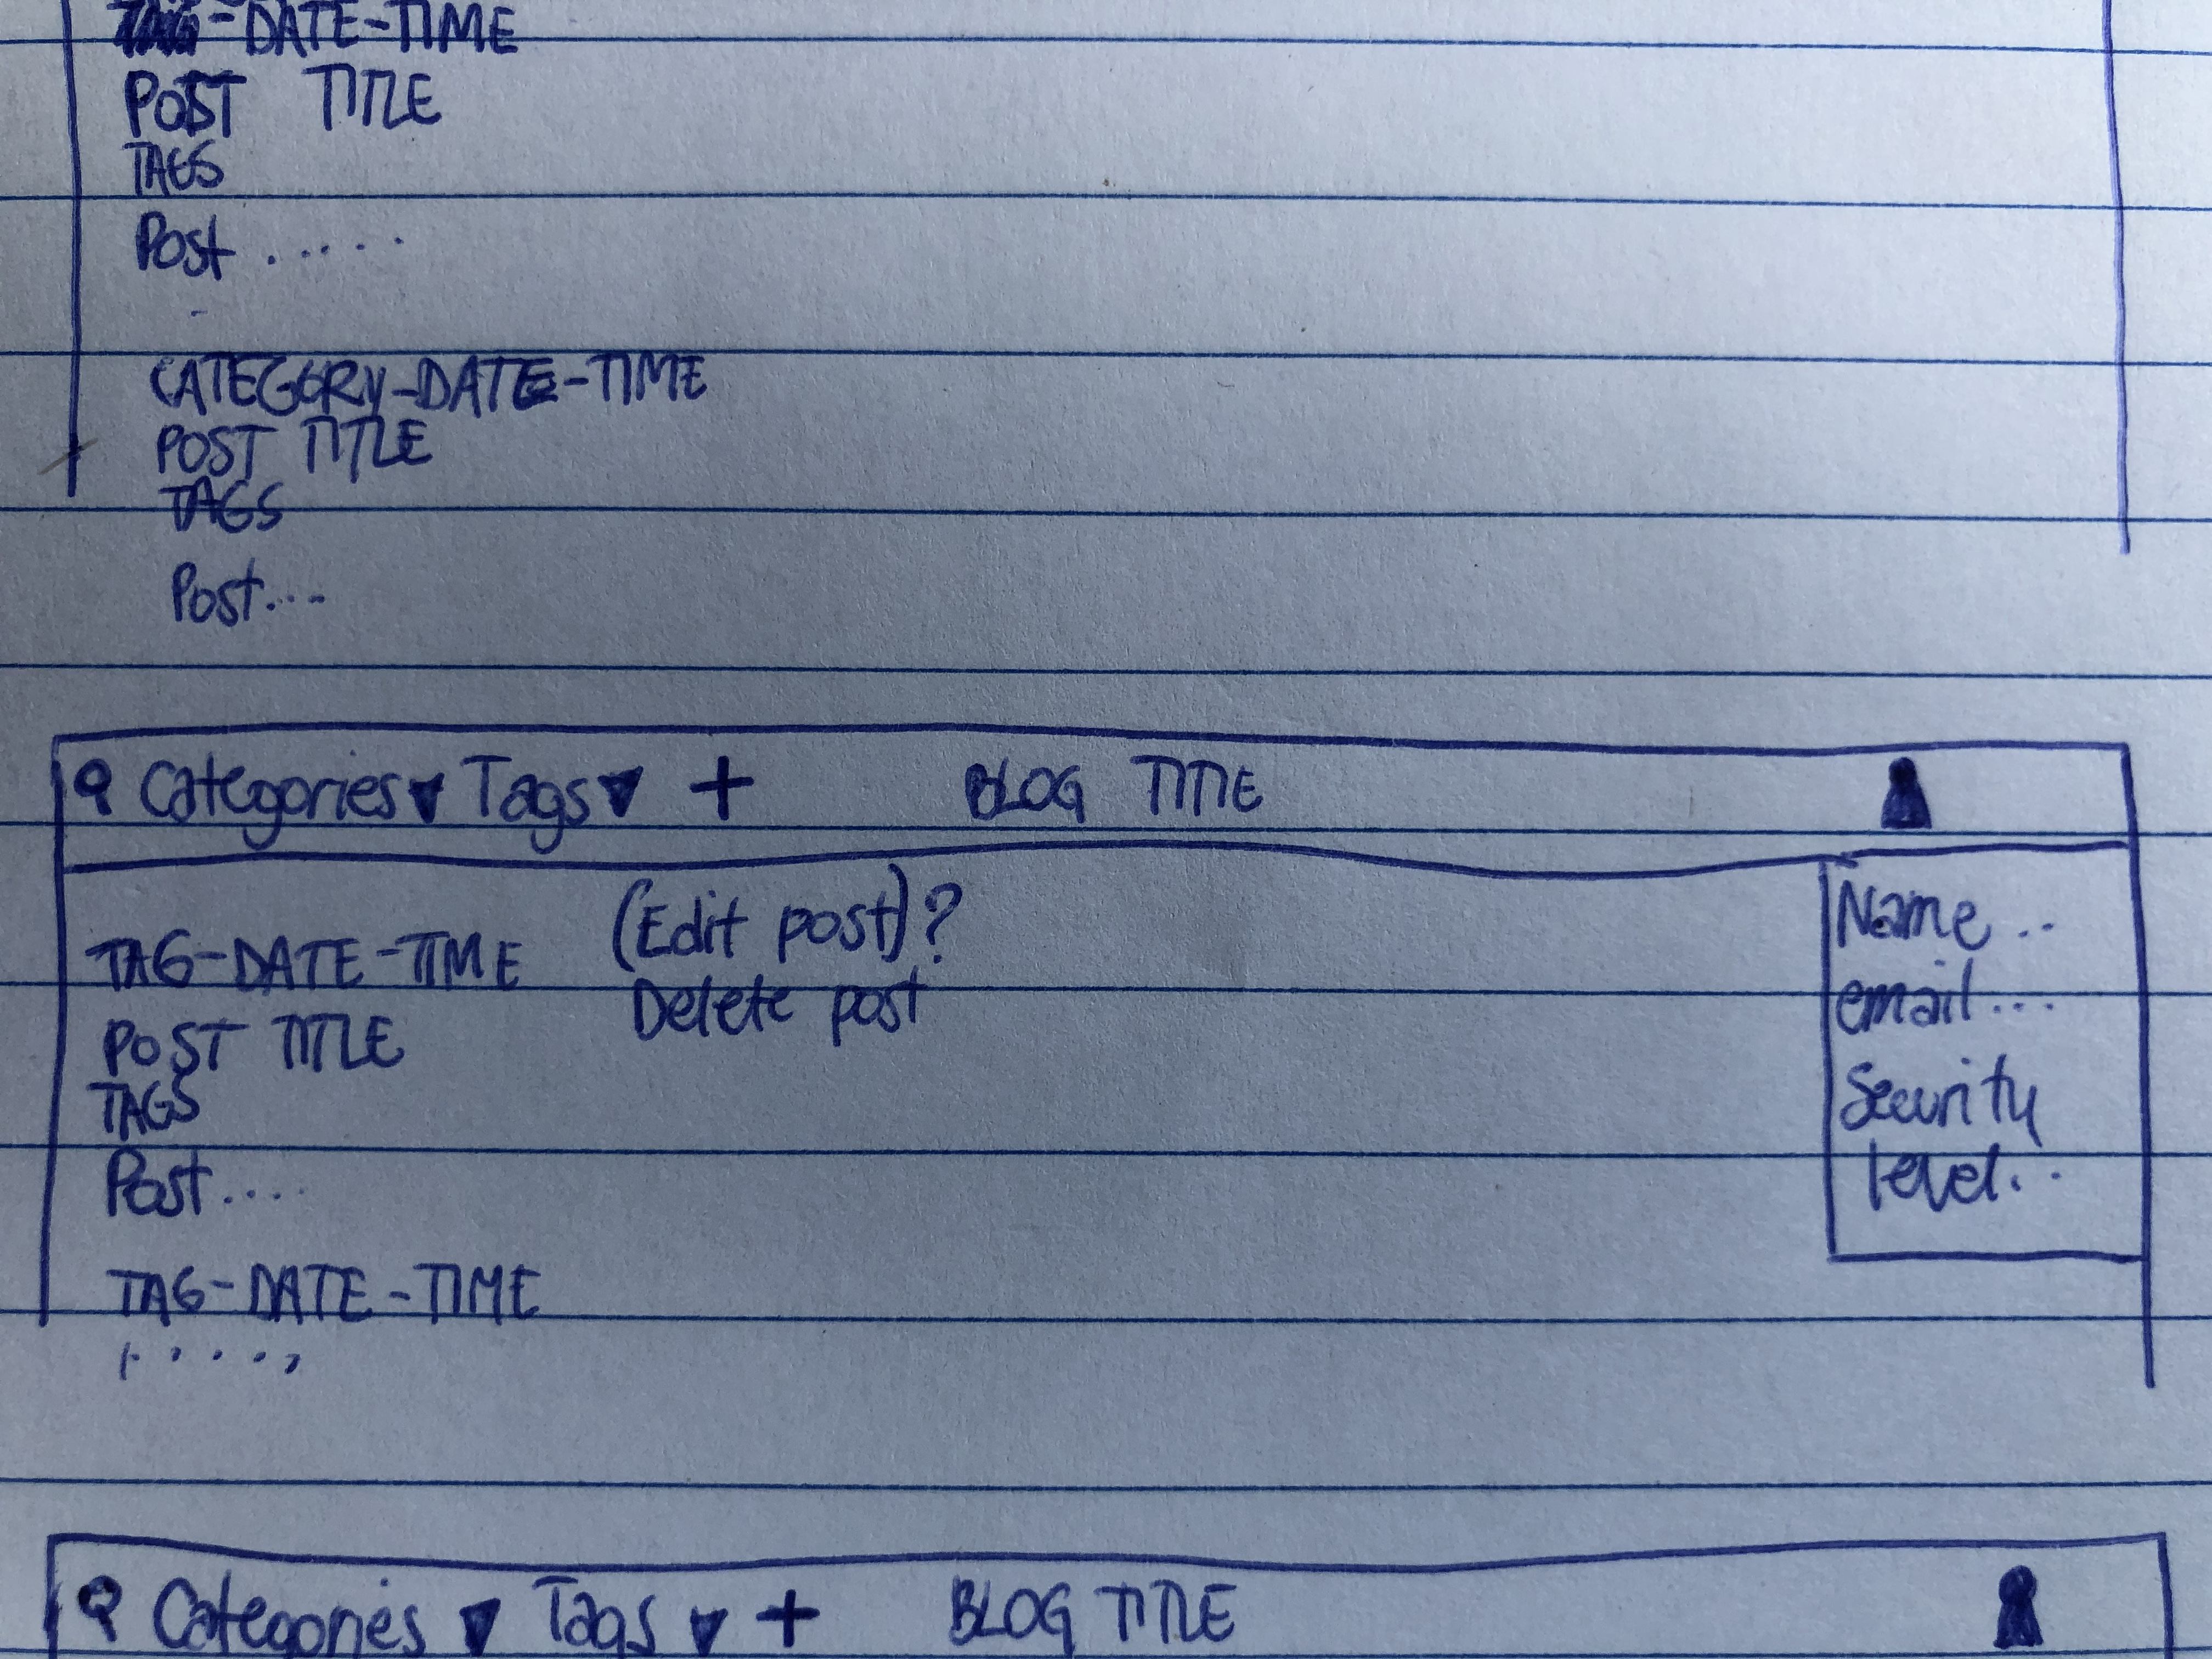 TAG-DATE-TIME
POST TITLE
TAGS
Post .....
CATEGORY-DATE-TIME
POST TITLE
TAGS
Post....
Categories Tags + BLOG TITLE
(Edit post)?
TAG-DATE-TIME
Delete post
POST TITLE
TAGS
Post....
TAG-DATE-TIME
.....
Name..
email...
Security
level..
Categories Tags + BLOG TITLE